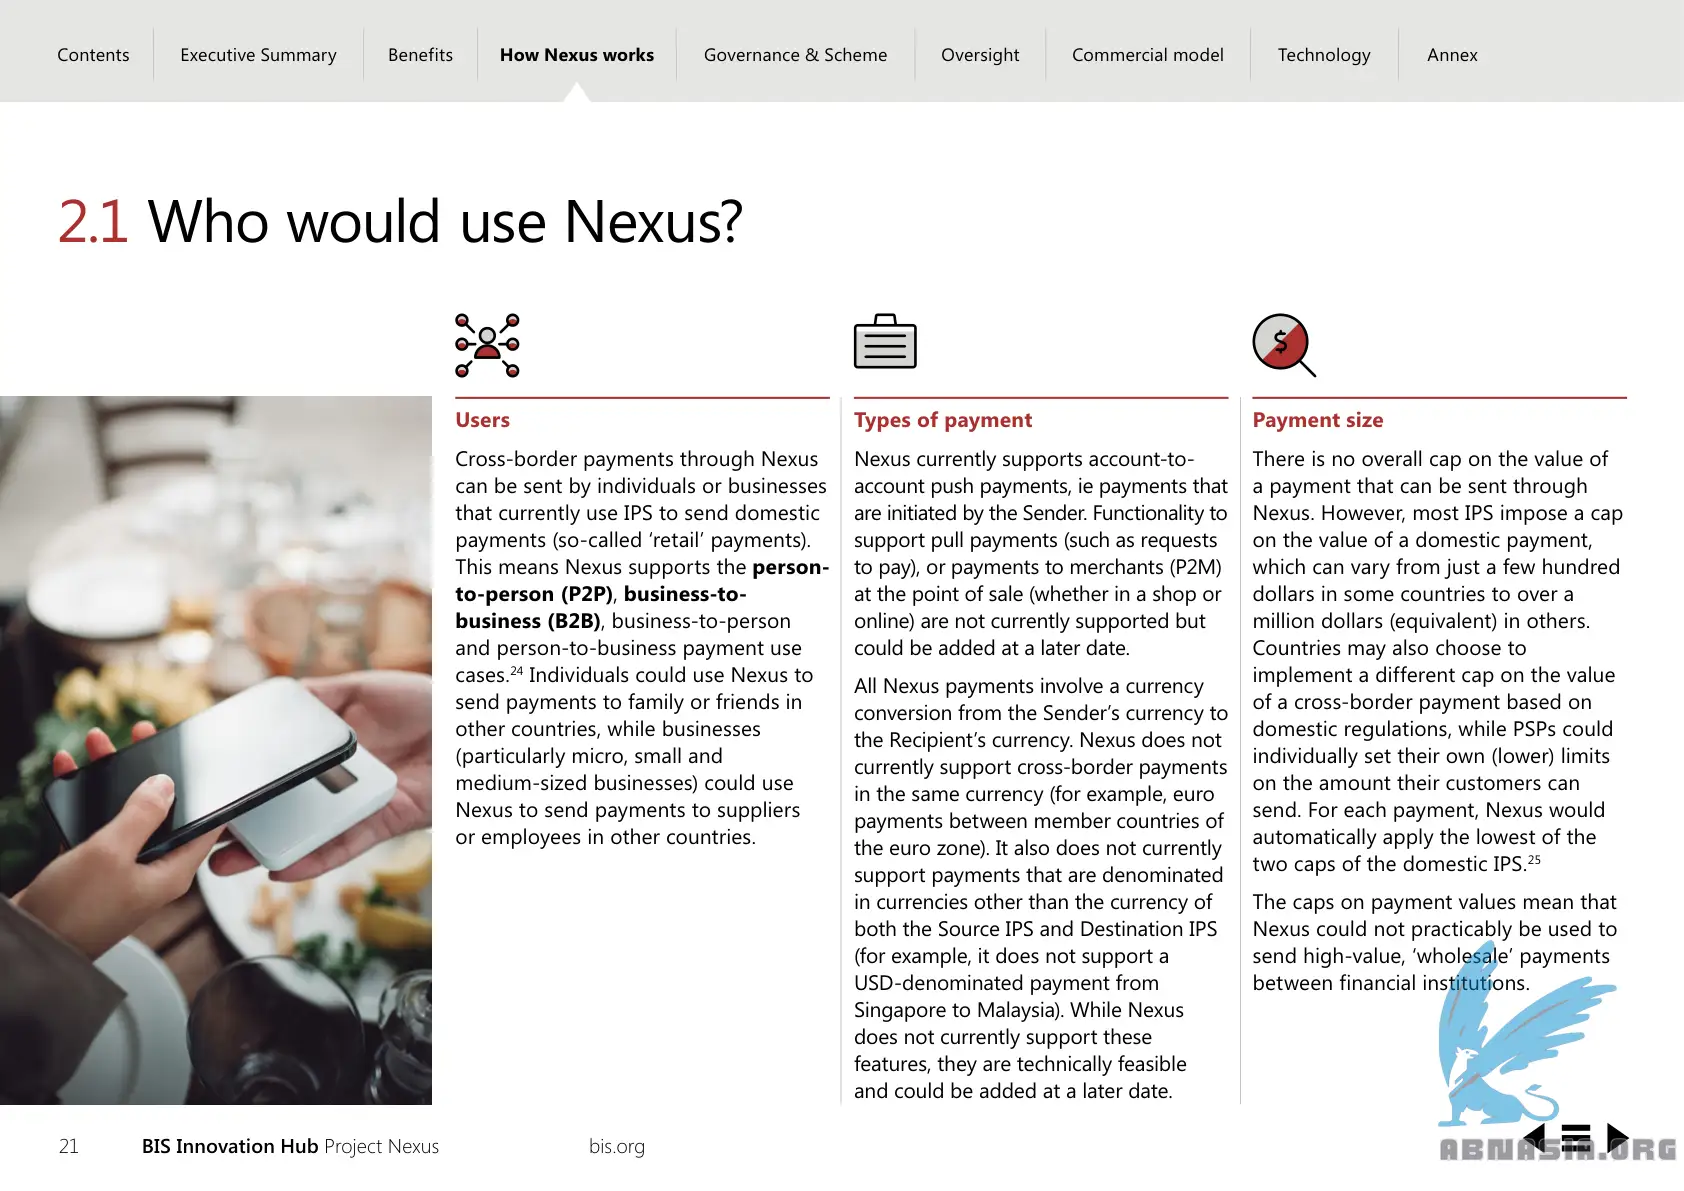 Contents
Executive Summary
Benefits
How Nexus works
Governance & Scheme
Oversight
Commercial model
Technology
Annex
2.1 Who would use Nexus?
Users
Cross-border payments through Nexus
can be sent by individuals or businesses
that currently use IPS to send domestic
payments (so-called ‘retail’ payments).
This means Nexus supports the person-
to-person (P2P), business-to-
business (B2B), business-to-person
and person-to-business payment use
cases.24 Individuals could use Nexus to
send payments to family or friends in
other countries, while businesses
(particularly micro, small and
medium-sized businesses) could use
Nexus to send payments to suppliers
or employees in other countries.
Types of payment
Nexus currently supports account-to-
account push payments, ie payments that
are initiated by the Sender. Functionality to
support pull payments (such as requests
to pay), or payments to merchants (P2M)
at the point of sale (whether in a shop or
online) are not currently supported but
could be added at a later date.
All Nexus payments involve a currency
conversion from the Sender’s currency to
the Recipient’s currency. Nexus does not
currently support cross-border payments
in the same currency (for example, euro
payments between member countries of
the euro zone). It also does not currently
support payments that are denominated
in currencies other than the currency of
both the Source IPS and Destination IPS
(for example, it does not support a
USD-denominated payment from
Singapore to Malaysia). While Nexus
does not currently support these
features, they are technically feasible
and could be added at a later date.
$
Payment size
There is no overall cap on the value of
a payment that can be sent through
Nexus. However, most IPS impose a cap
on the value of a domestic payment,
which can vary from just a few hundred
dollars in some countries to over a
million dollars (equivalent) in others.
Countries may also choose to
implement a different cap on the value
of a cross-border payment based on
domestic regulations, while PSPs could
individually set their own (lower) limits
on the amount their customers can
send. For each payment, Nexus would
automatically apply the lowest of the
two caps of the domestic IPS.25
The caps on payment values mean that
Nexus could not practicably be used to
send high-value, ‘wholesale’ payments
between financial institutions.
21
BIS Innovation Hub Project Nexus
bis.org
ABNASIA.ORG